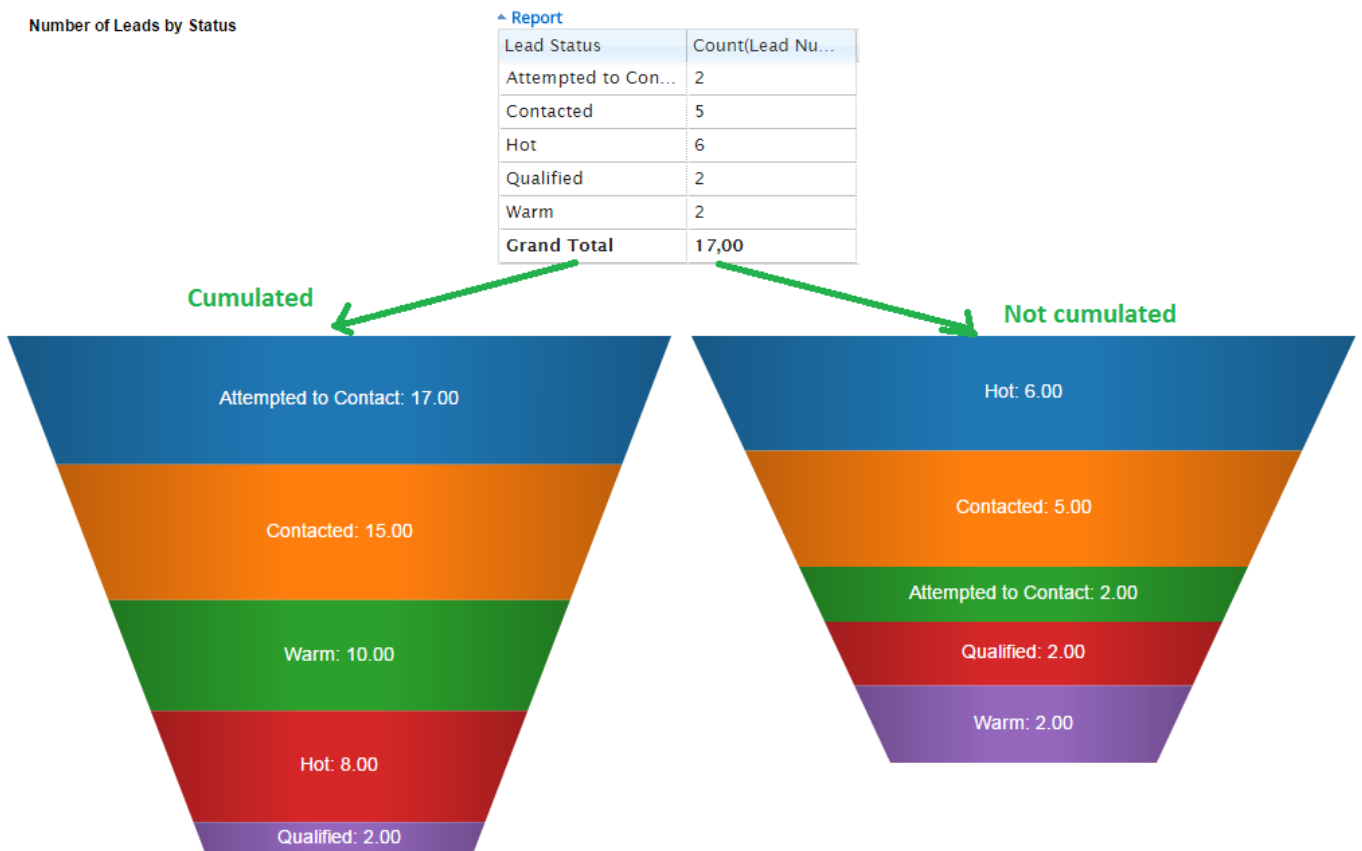 Number of Leads by Status
Report
Lead Status Count(Lead Nu...
Attempted to Con... 2
Contacted 5
Hot 6
Qualified 2
Warm 2
Grand Total 17,00
Cumulated
Not cumulated
Attempted to Contact: 17.00
Contacted: 15.00
Warm: 10.00
Hot: 8.00
Qualified: 2.00
Hot: 6.00
Contacted: 5.00
Attempted to Contact: 2.00
Qualified: 2.00
Warm: 2.00